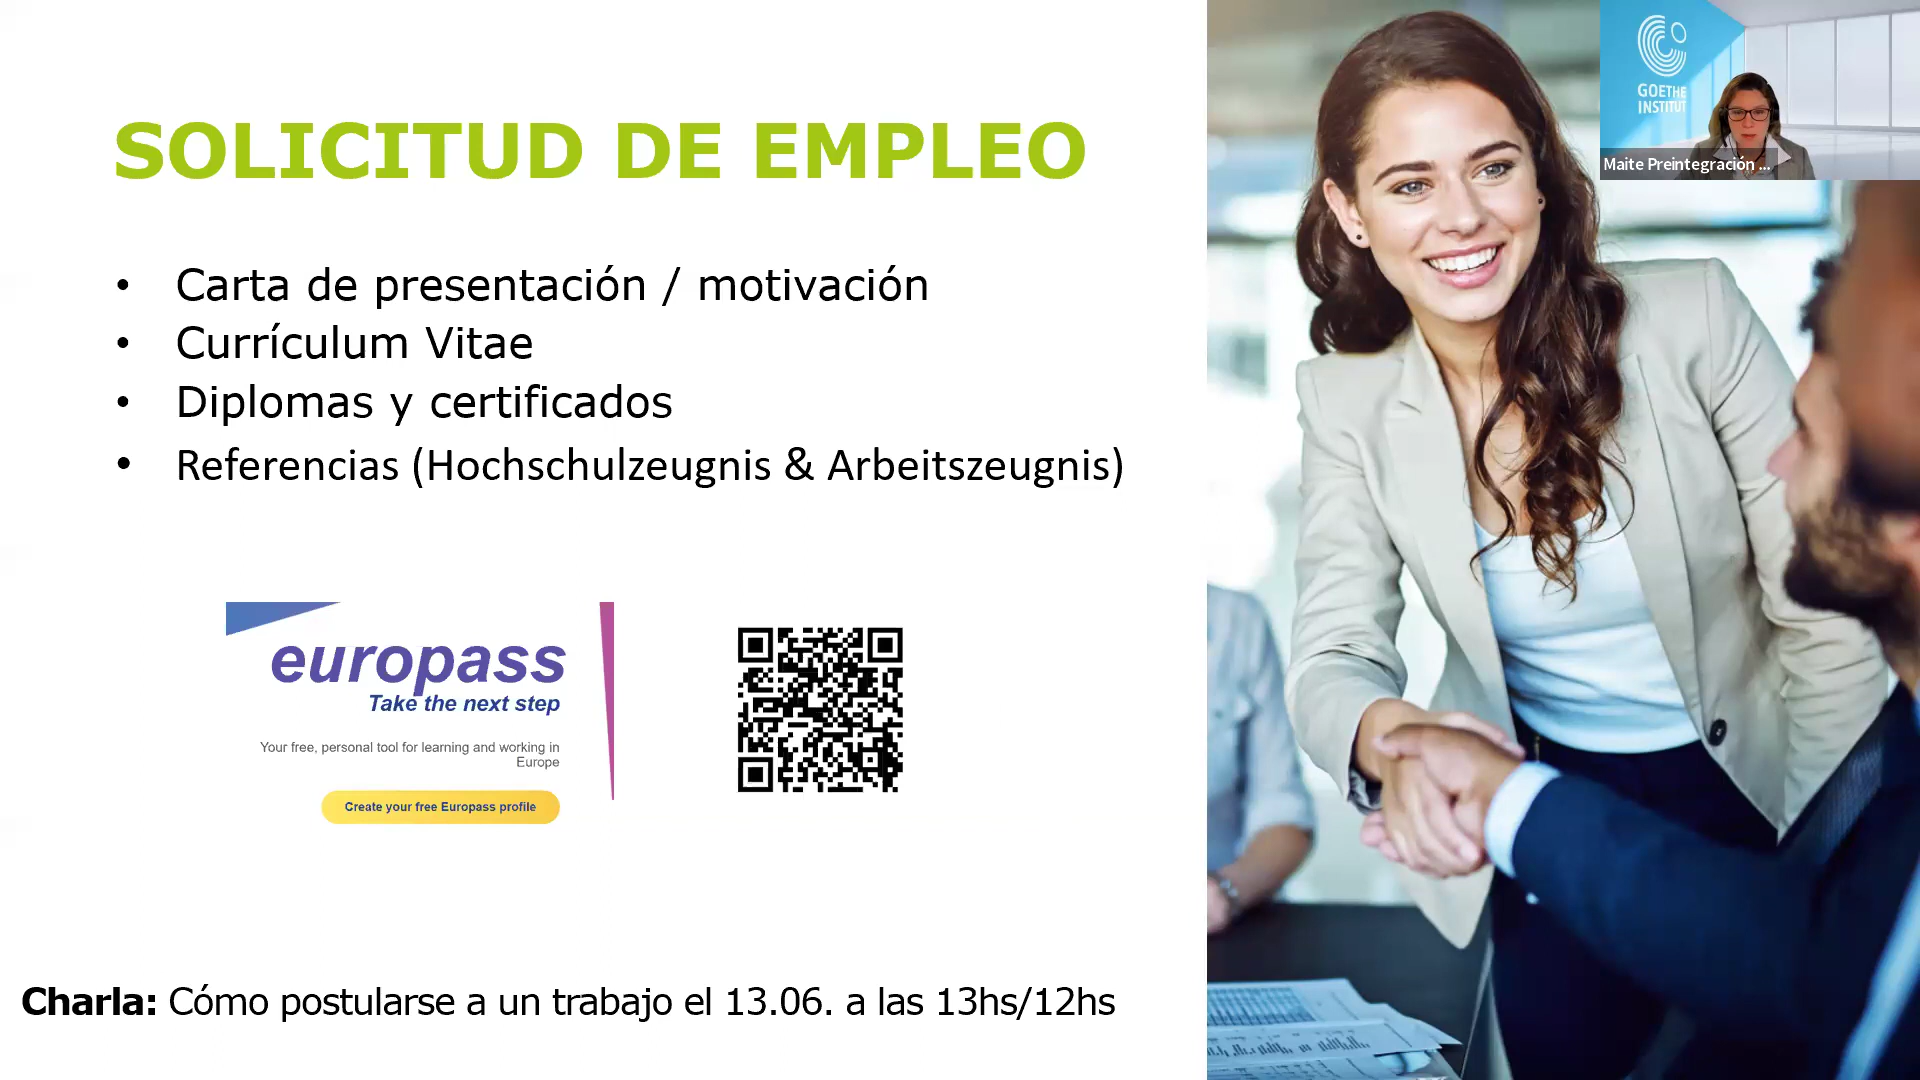 SOLICITUD DE EMPLEO
• Carta de presentación / motivación
• Currículum Vitae
• Diplomas y certificados
• Referencias (Hochschulzeugnis & Arbeitszeugnis)
europass
Take the next step
Your free, personal tool for learning and working in
Europe
Create your free Europass profile
Charla: Cómo postularse a un trabajo el 13.06. a las 13hs/12hs
GOETHE
INSTITUT
Maite Preintegración ...